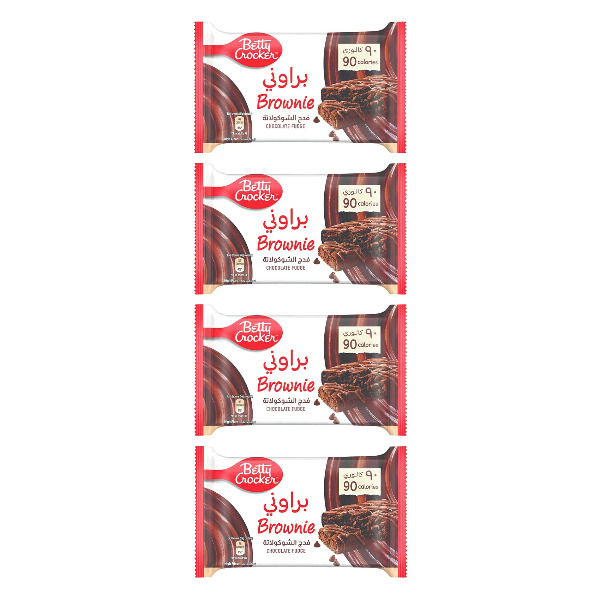 Betty
Crocker
٩٠ كالوري
90 calories
براوني
Brownie
فدج الشوكولاتة
CHOCOLATE FUDGE
Betty
Crocker
٩٠ كالوري
90 calories
براوني
Brownie
فدج الشوكولاتة
CHOCOLATE FUDGE
Betty
Crocker
٩٠ كالوري
90 calories
براوني
Brownie
فدج الشوكولاتة
CHOCOLATE FUDGE
Betty
Crocker
٩٠ كالوري
90 calories
براوني
Brownie
فدج الشوكولاتة
CHOCOLATE FUDGE